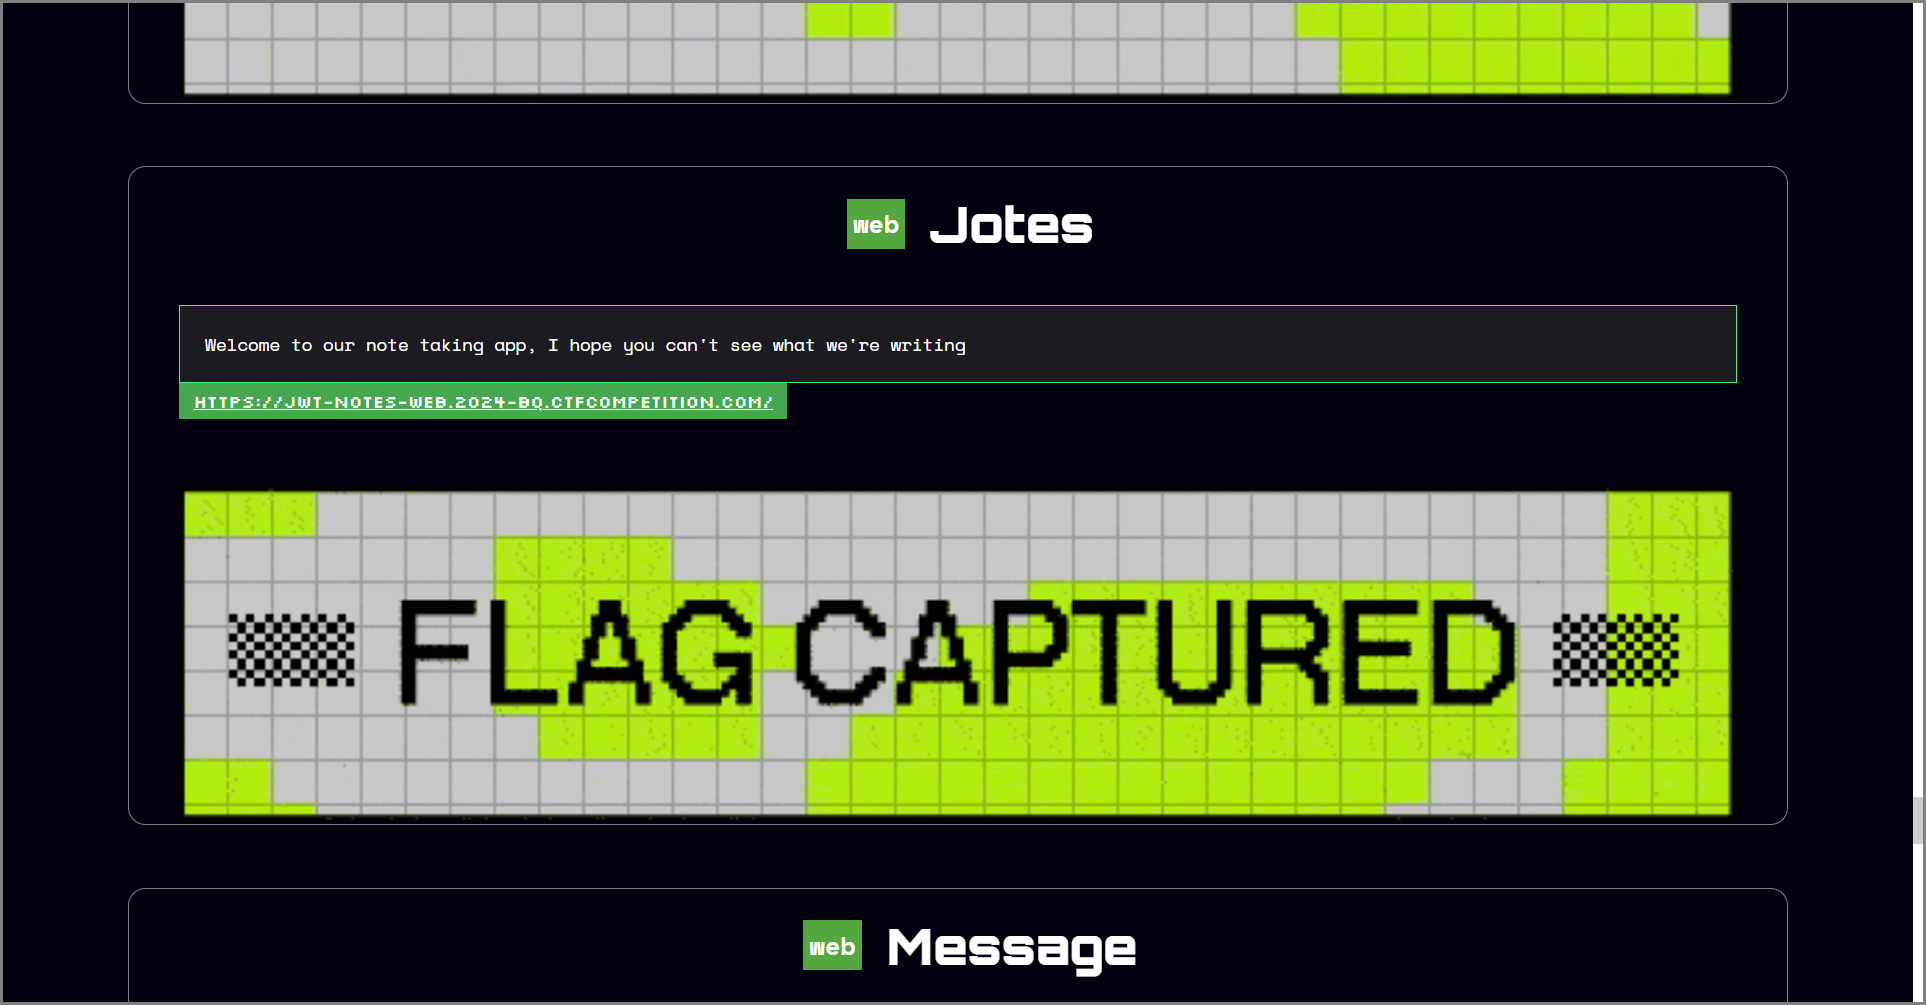 web Jotes
Welcome to our note taking app, I hope you can't see what we're writing
HTTPS://JWT-NOTES-WEB.2024-BQ.CTFCOMPETITION.COM/
FLAG CAPTURED
web Message